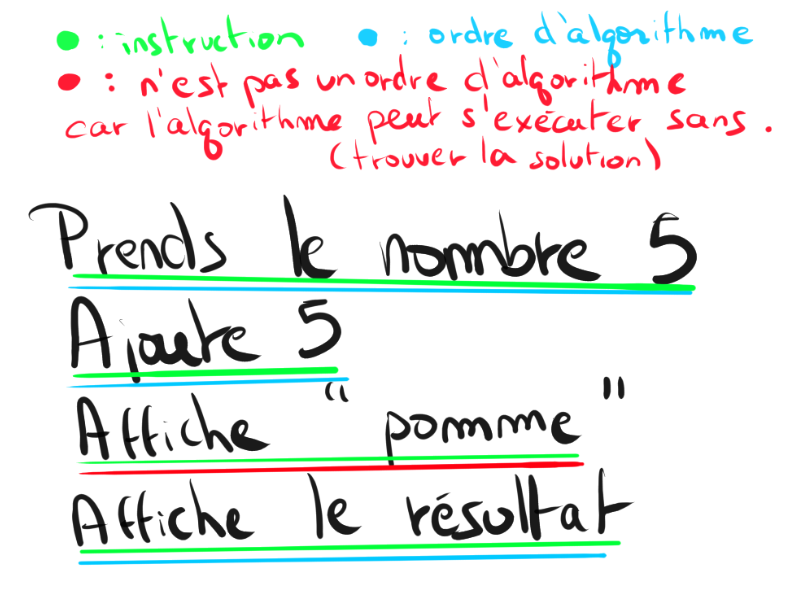 : instruction : ordre d'algorithme
: n'est pas un ordre d'algorithme
car l'algorithme peut s'exécuter sans.
(trouver la solution)
Prends le nombre 5
Ajoute 5
Affiche "pomme"
Affiche le résultat